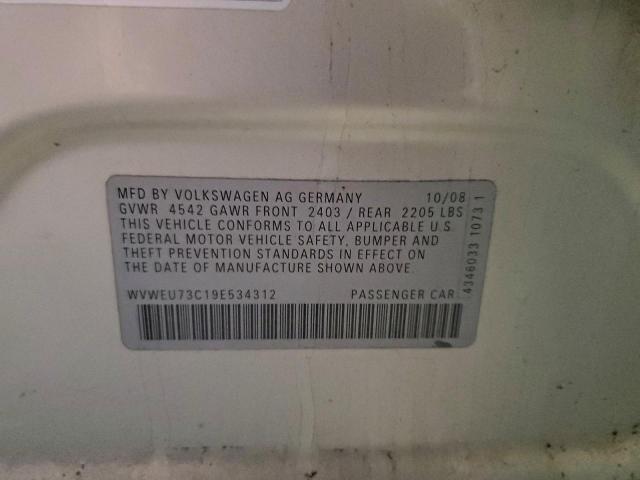 MFD BY VOLKSWAGEN AG GERMANY 10/08
GVWR 4542 GAWR FRONT 2403 / REAR 2205 LBS
THIS VEHICLE CONFORMS TO ALL APPLICABLE U.S
FEDERAL MOTOR VEHICLE SAFETY, BUMPER AND
THEFT PREVENTION STANDARDS IN EFFECT ON
THE DATE OF MANUFACTURE SHOWN ABOVE.
WVWEU73C19E534312 PASSENGER CAR
4346033 1073 1